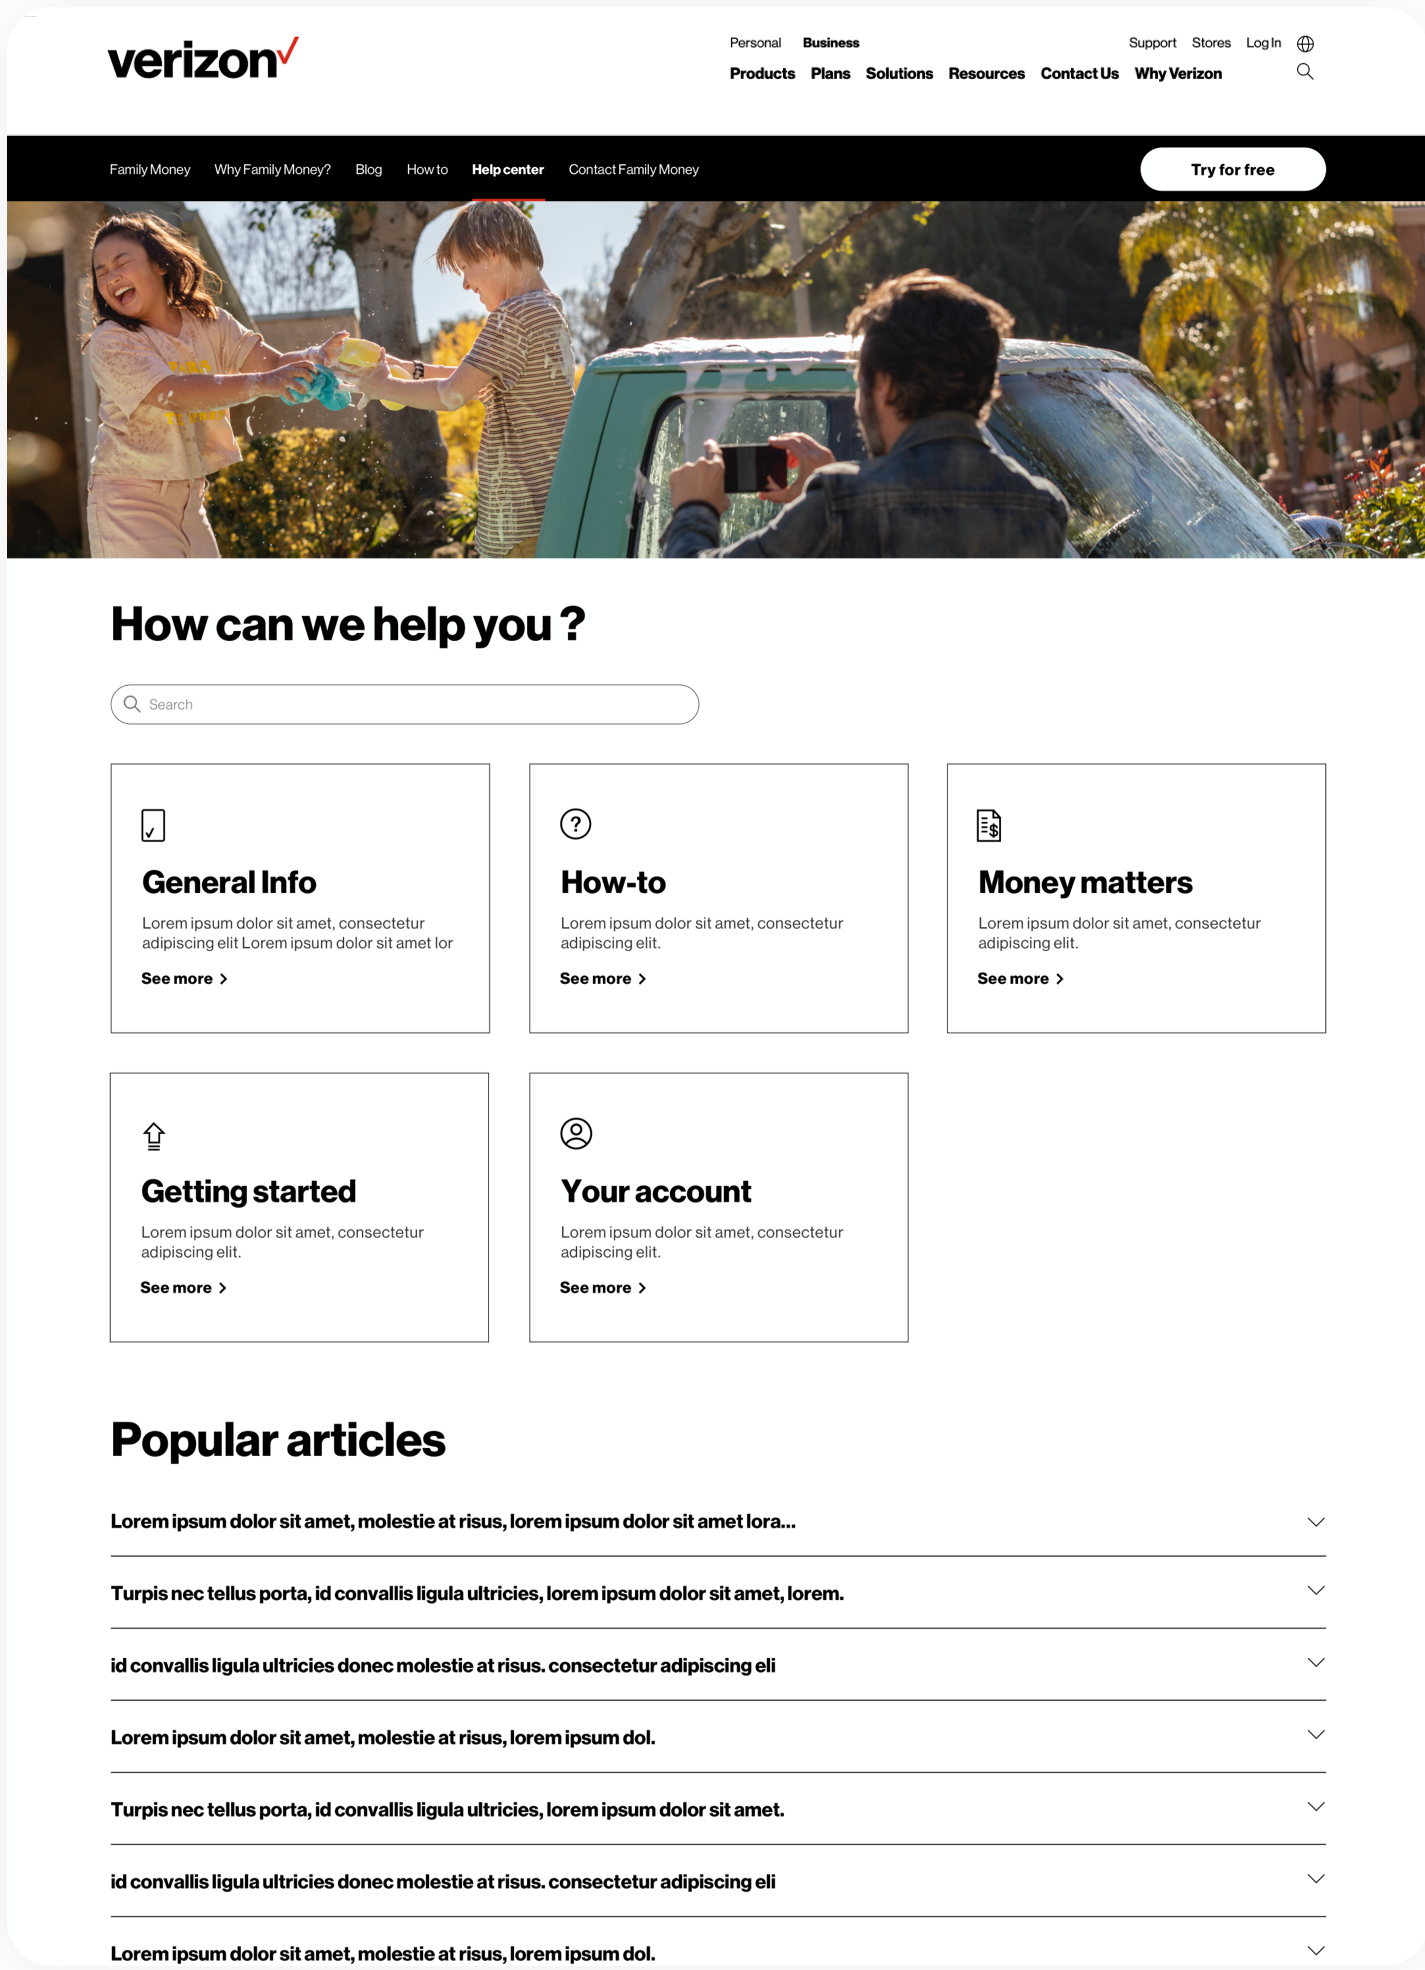 verizon
Personal Business Support Stores Log In
Products Plans Solutions Resources Contact Us Why Verizon
Family Money Why Family Money? Blog How to Help center Contact Family Money Try for free
How can we help you ?
Search
General Info
Lorem ipsum dolor sit amet, consectetur
adipiscing elit Lorem ipsum dolor sit amet lor
See more
How-to
Lorem ipsum dolor sit amet, consectetur
adipiscing elit.
See more
Money matters
Lorem ipsum dolor sit amet, consectetur
adipiscing elit.
See more
Getting started
Lorem ipsum dolor sit amet, consectetur
adipiscing elit.
See more
Your account
Lorem ipsum dolor sit amet, consectetur
adipiscing elit.
See more
Popular articles
Lorem ipsum dolor sit amet, molestie at risus, lorem ipsum dolor sit amet lora...
Turpis nec tellus porta, id convallis ligula ultricies, lorem ipsum dolor sit amet, lorem.
id convallis ligula ultricies donec molestie at risus. consectetur adipiscing eli
Lorem ipsum dolor sit amet, molestie at risus, lorem ipsum dol.
Turpis nec tellus porta, id convallis ligula ultricies, lorem ipsum dolor sit amet.
id convallis ligula ultricies donec molestie at risus. consectetur adipiscing eli
Lorem ipsum dolor sit amet, molestie at risus, lorem ipsum dol.